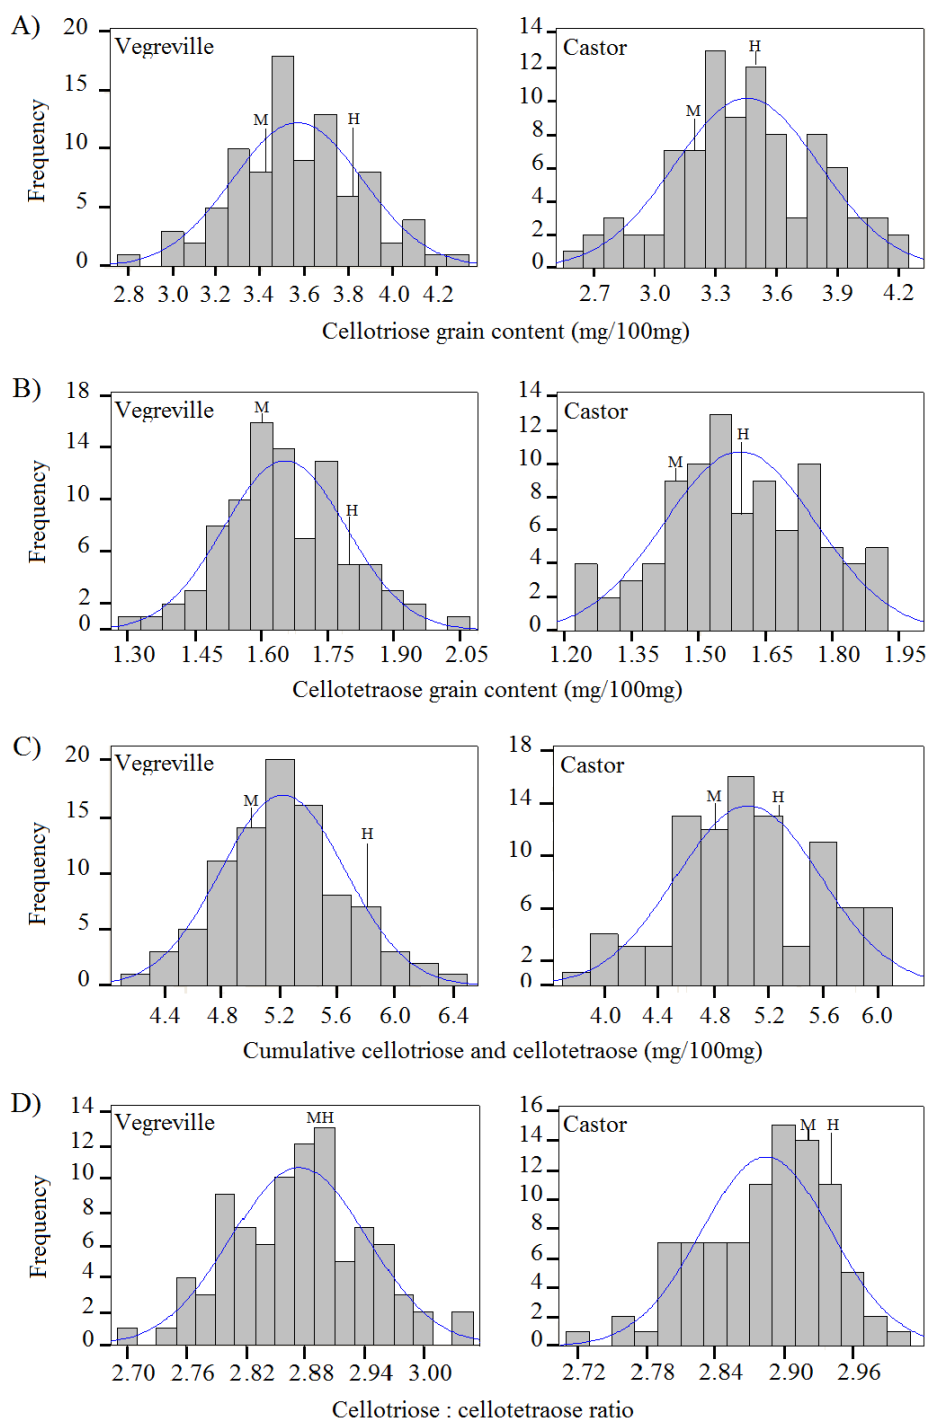 A)
Vegreville
Castor
20
15
10
5
0
14
12
10
8
6
4
2
0
Frequency
M
H
M
H
2.8 3.0 3.2 3.4 3.6 3.8 4.0 4.2
2.7 3.0 3.3 3.6 3.9 4.2
Cellotriose grain content (mg/100mg)
B)
Vegreville
Castor
18
14
10
6
2
0
14
12
10
8
6
4
2
0
Frequency
M
H
M
H
1.30 1.45 1.60 1.75 1.90 2.05
1.20 1.35 1.50 1.65 1.80 1.95
Cellotetraose grain content (mg/100mg)
C)
Vegreville
Castor
20
15
10
5
0
18
14
10
6
2
0
Frequency
M
H
M
H
4.4 4.8 5.2 5.6 6.0 6.4
4.0 4.4 4.8 5.2 5.6 6.0
Cumulative cellotriose and cellotetraose (mg/100mg)
D)
Vegreville
Castor
14
12
10
8
6
4
2
0
16
14
12
10
8
6
4
2
0
Frequency
MH
M
H
2.70 2.76 2.82 2.88 2.94 3.00
2.72 2.78 2.84 2.90 2.96
Cellotriose : cellotetraose ratio